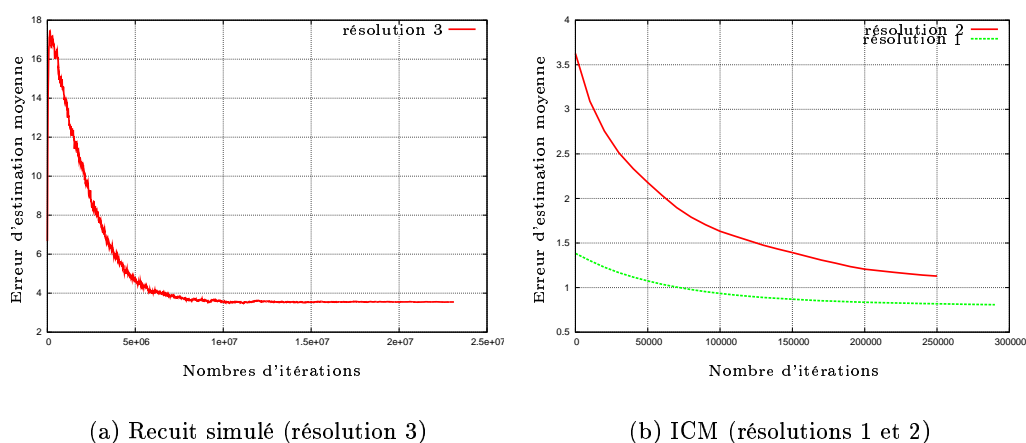 18
16
14
12
10
8
6
4
2
0
5e+06
1e+07
1.5e+07
2e+07
2.5e+07
résolution 3
Erreur d'estimation moyenne
Nombres d'itérations
(a) Recuit simulé (résolution 3)
4
3.5
3
2.5
2
1.5
1
0.5
0
50000
100000
150000
200000
250000
300000
résolution 2
résolution 1
Erreur d'estimation moyenne
Nombre d'itérations
(b) ICM (résolutions 1 et 2)